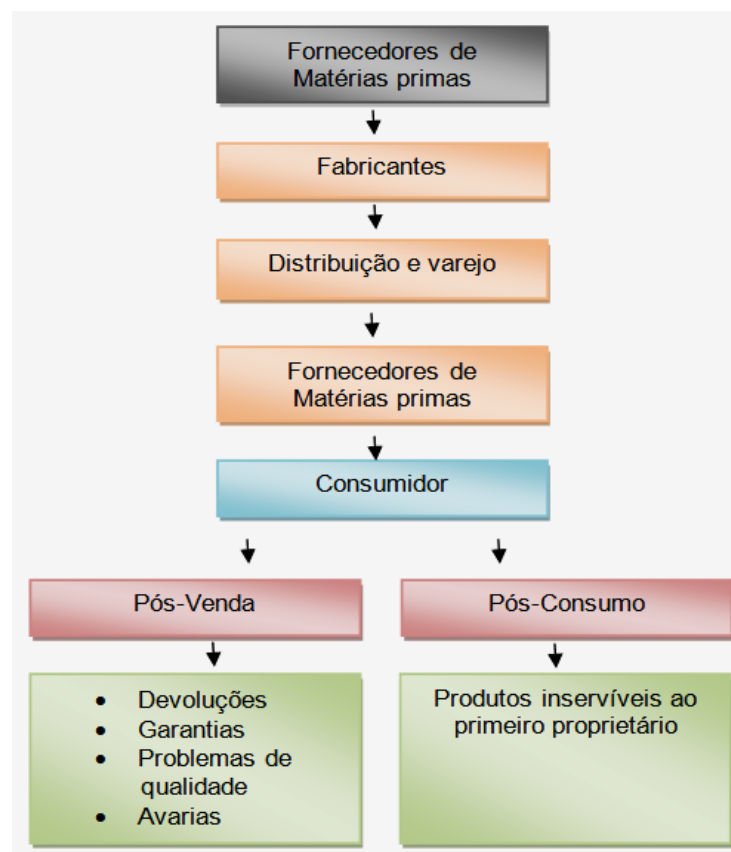 Fornecedores de
Matérias primas
Fabricantes
Distribuição e varejo
Fornecedores de
Matérias primas
Consumidor
Pós-Venda
Pós-Consumo
• Devoluções
• Garantias
• Problemas de
qualidade
• Avarias
Produtos inservíveis ao
primeiro proprietário